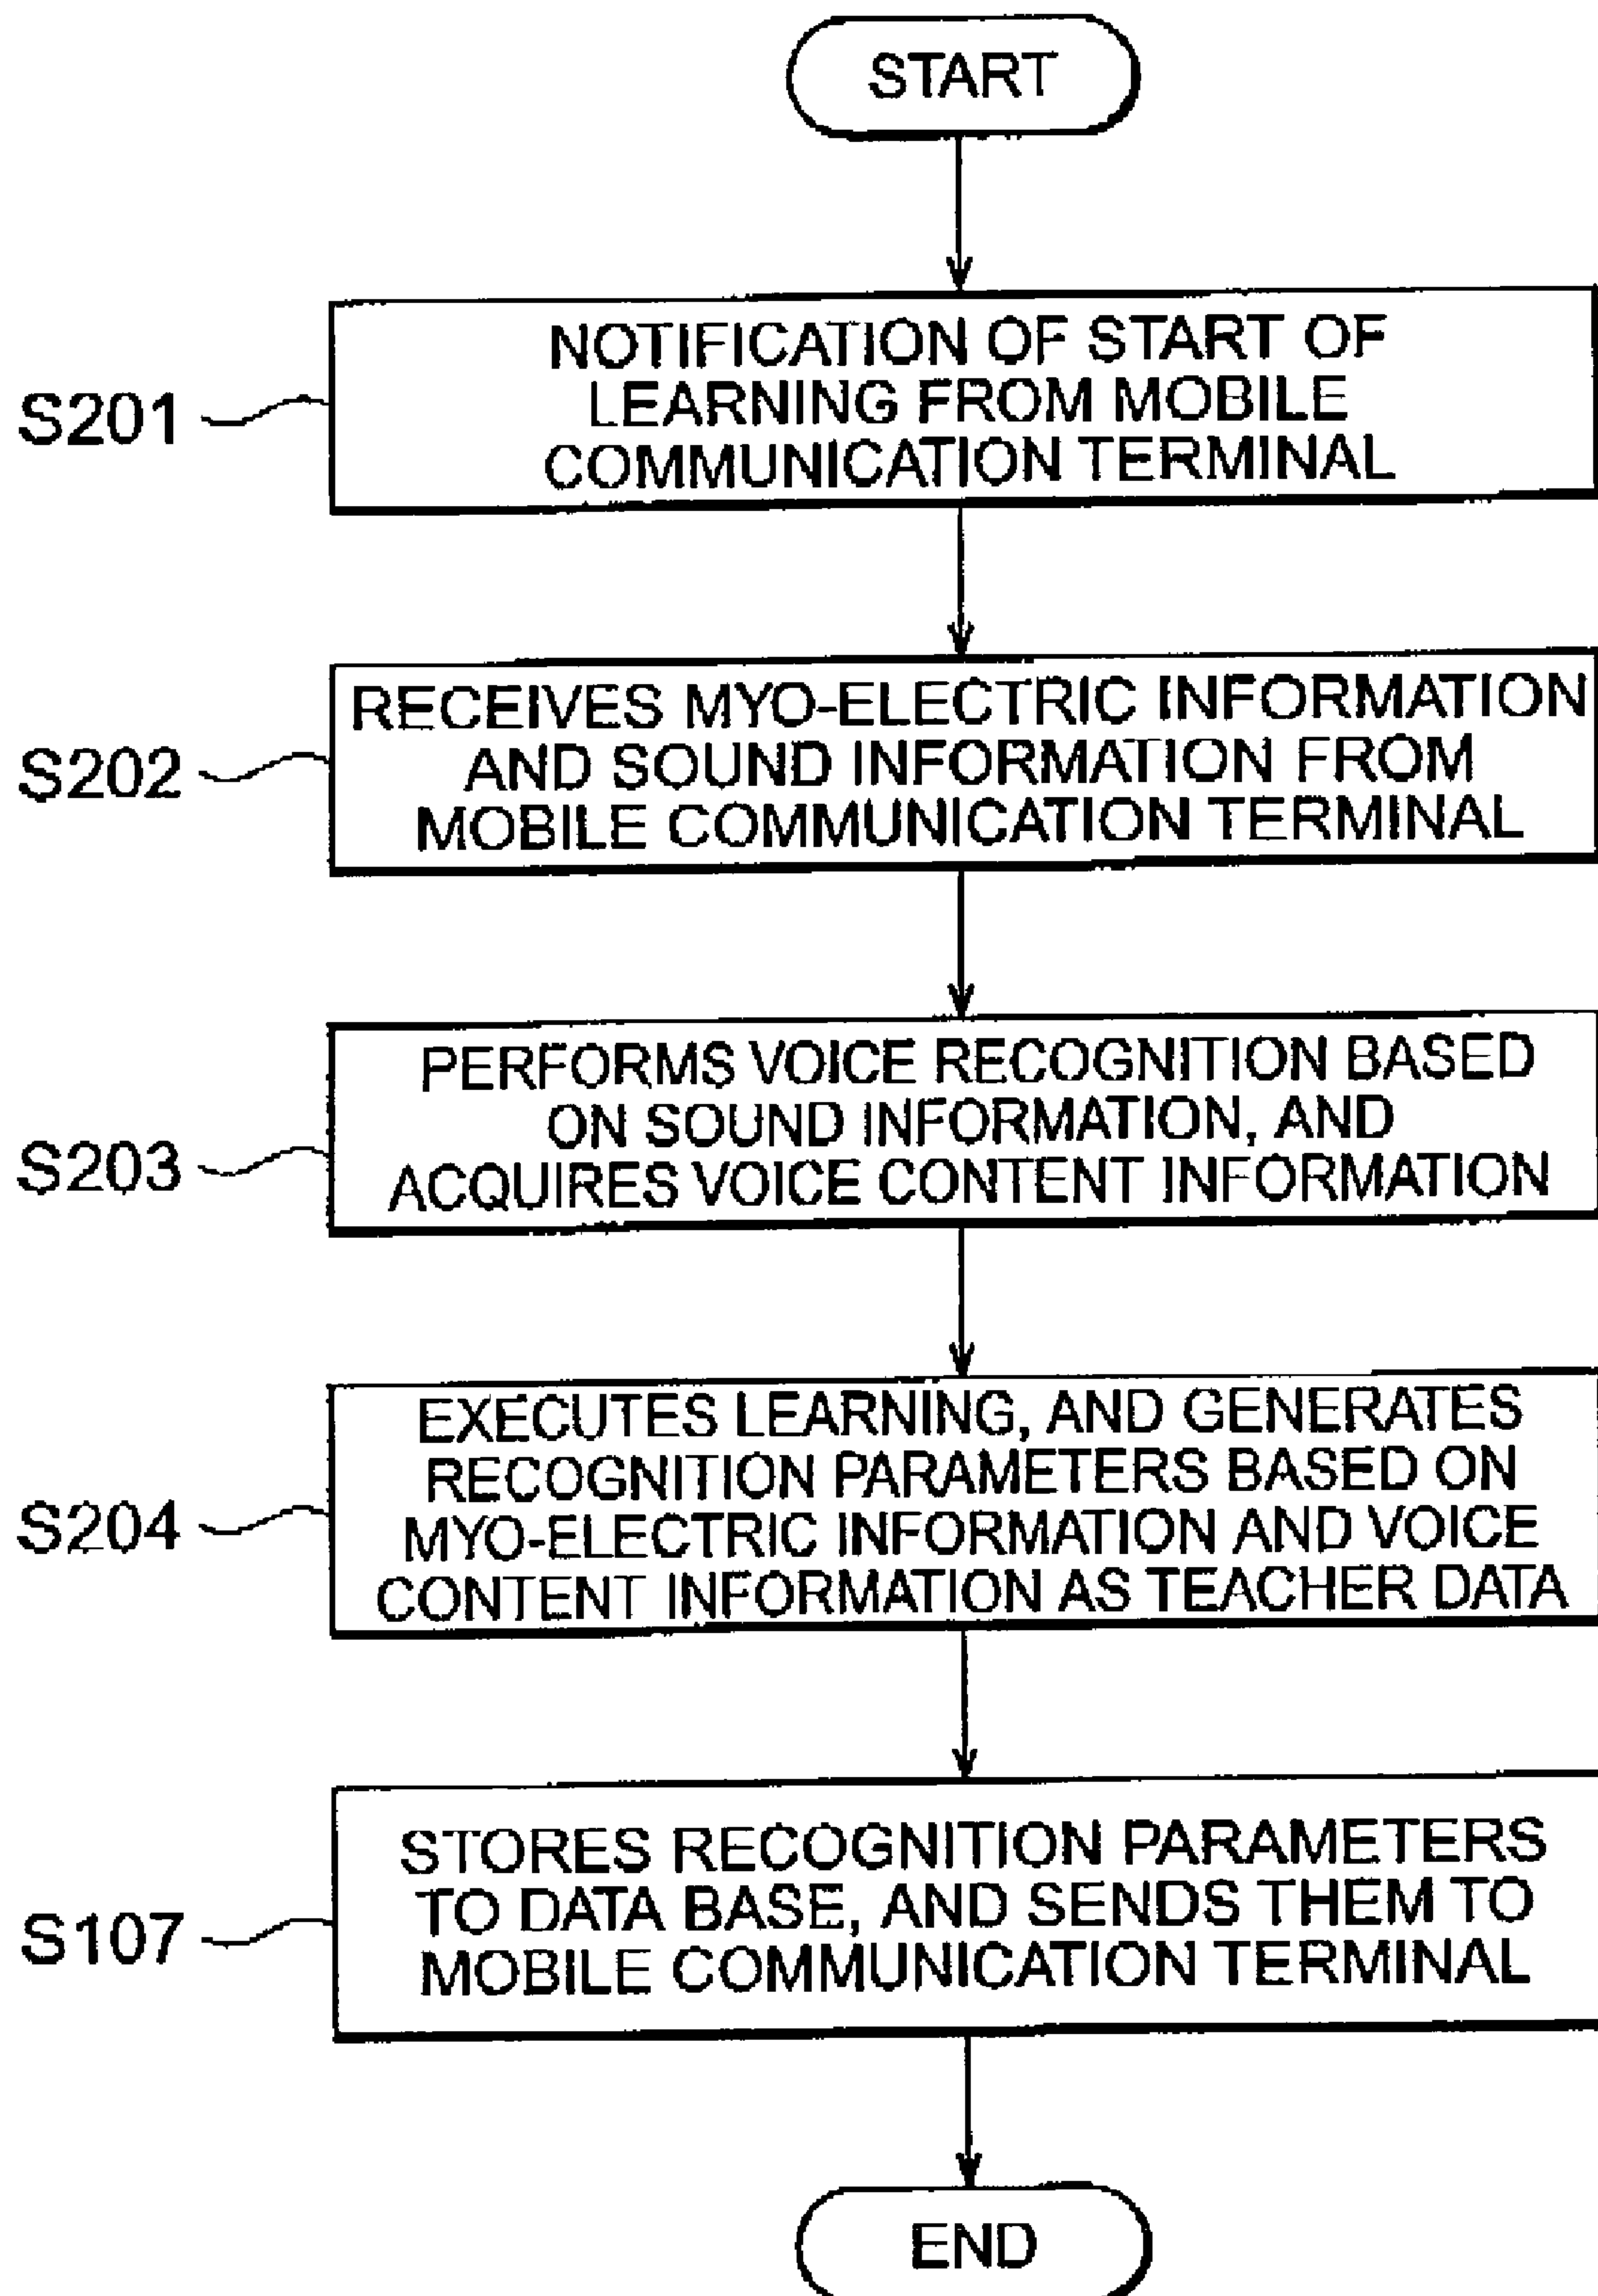 START
S201
NOTIFICATION OF START OF
LEARNING FROM MOBILE
COMMUNICATION TERMINAL
S202
RECEIVES MYO-ELECTRIC INFORMATION
AND SOUND INFORMATION FROM
MOBILE COMMUNICATION TERMINAL
S203
PERFORMS VOICE RECOGNITION BASED
ON SOUND INFORMATION, AND
ACQUIRES VOICE CONTENT INFORMATION
S204
EXECUTES LEARNING, AND GENERATES
RECOGNITION PARAMETERS BASED ON
MYO-ELECTRIC INFORMATION AND VOICE
CONTENT INFORMATION AS TEACHER DATA
S107
STORES RECOGNITION PARAMETERS
TO DATA BASE, AND SENDS THEM TO
MOBILE COMMUNICATION TERMINAL
END